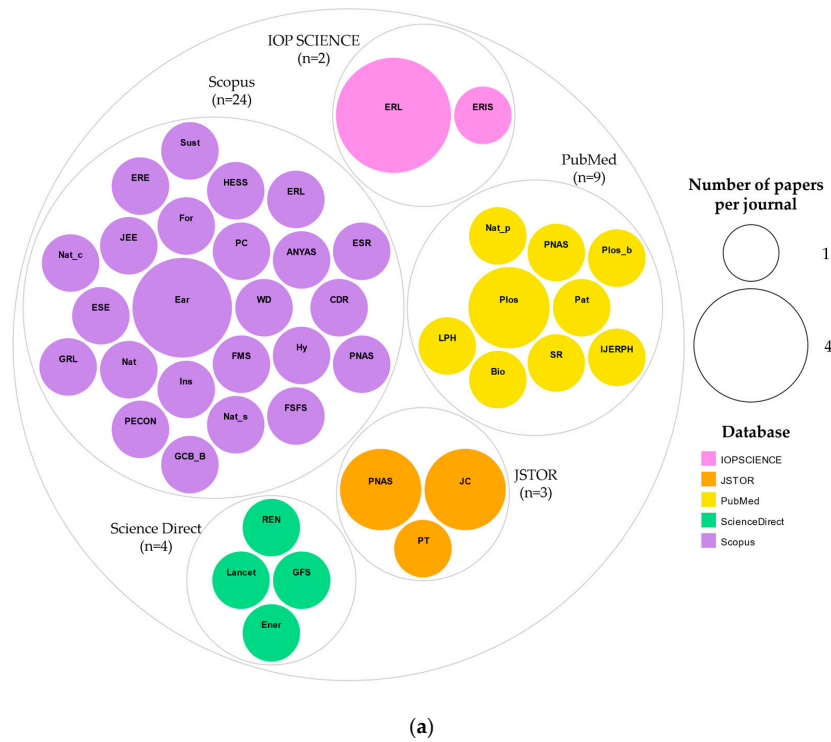 IOP SCIENCE
(n=2)
Scopus
(n=24)
ERL
ERIS
Sust
ERE
HESS
ERL
For
JEE
PC
ANYAS
ESR
Nat_c
Ear
WD
CDR
ESE
GRL
Nat
FMS
Hy
PNAS
Ins
PECON
Nat_s
FSFS
GCB_B
PubMed
(n=9)
Nat_p
PNAS
Plos_b
Plos
Pat
LPH
Bio
SR
IJERPH
JSTOR
(n=3)
PNAS
JC
PT
Science Direct
(n=4)
REN
Lancet
GFS
Ener
Number of papers
per journal
1
4
Database
IOPSCIENCE
JSTOR
PubMed
ScienceDirect
Scopus
(a)